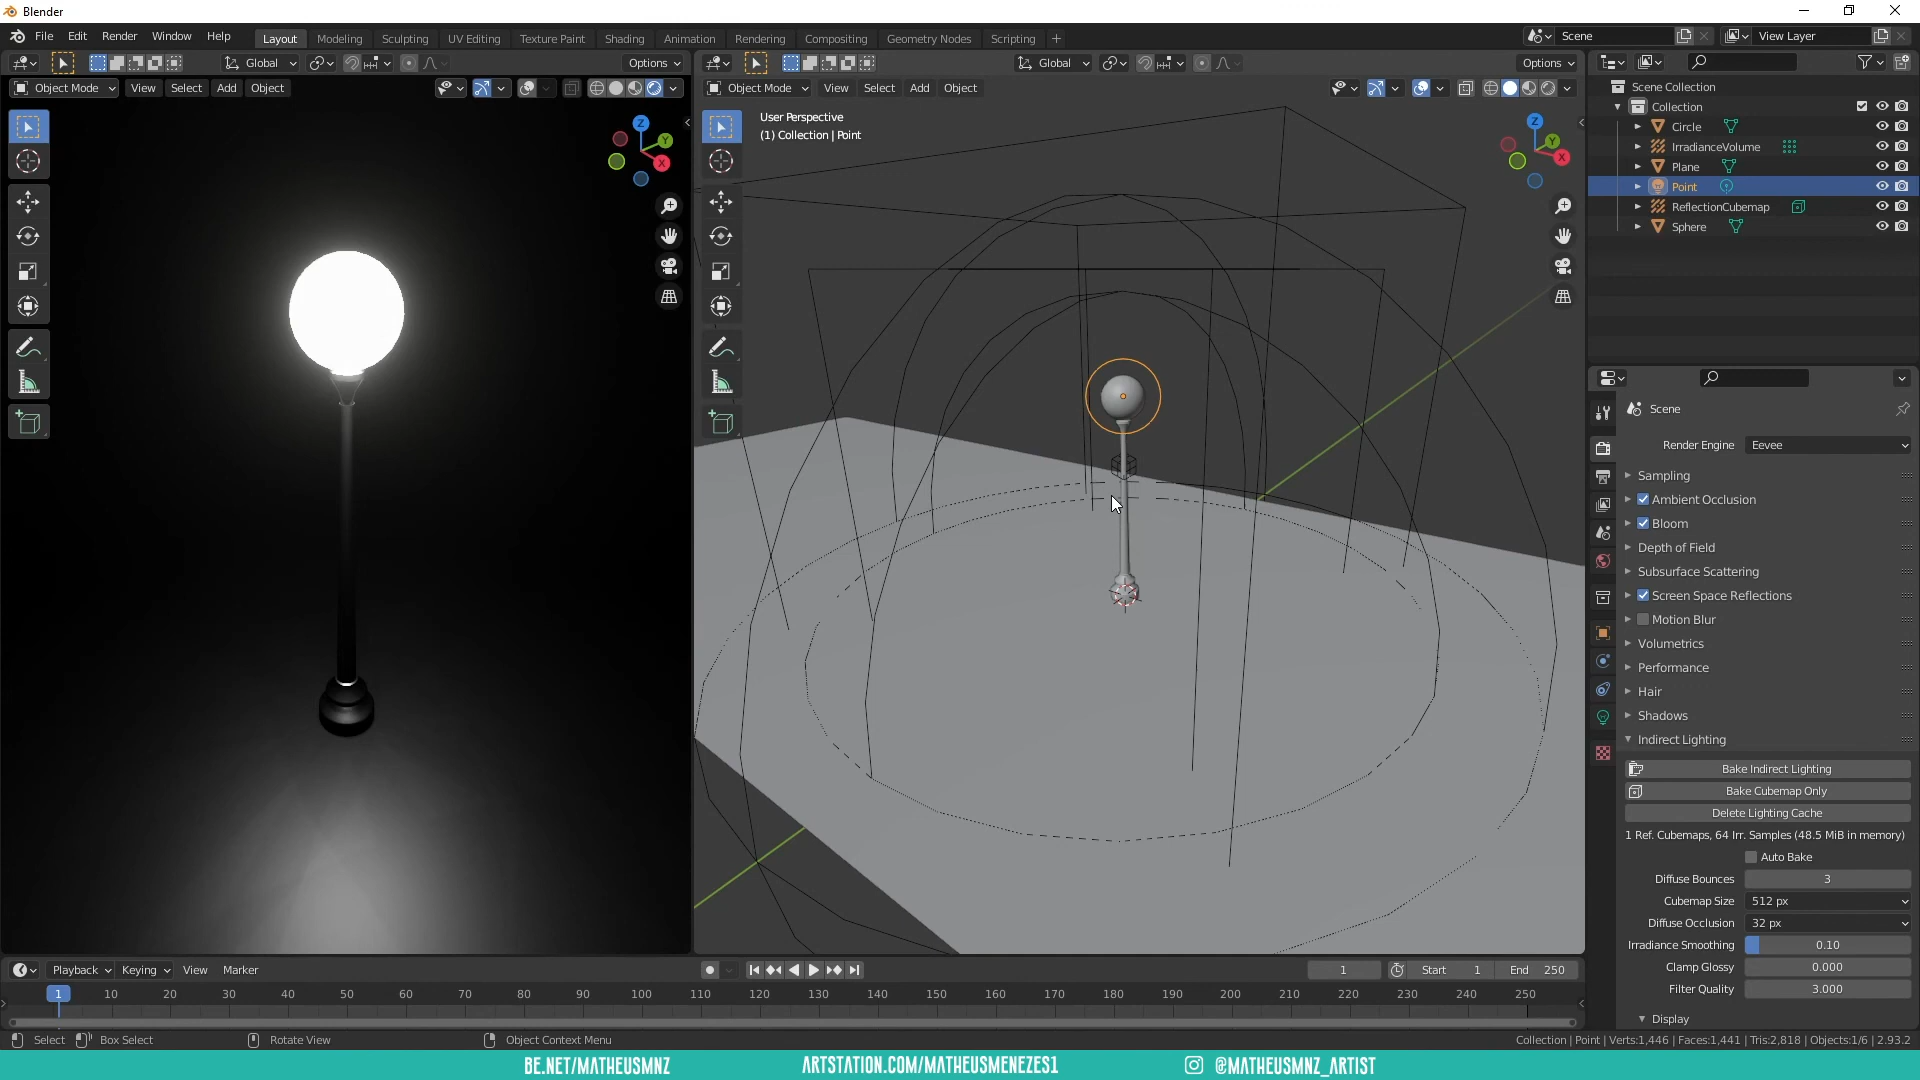 Blender
File Edit Render Window Help Layout Modeling Sculpting UV Editing Texture Paint Shading Animation Rendering Compositing Geometry Nodes Scripting + Scene View Layer
Global Options Global Options
Object Mode View Select Add Object Object Mode View Select Add Object
Scene Collection
Collection
Circle
IrradianceVolume
Plane
Point
ReflectionCubemap
Sphere
Z
Y
X
User Perspective
(1) Collection | Point
Z
Y
X
Scene
Render Engine Eevee
Sampling
Ambient Occlusion
Bloom
Depth of Field
Subsurface Scattering
Screen Space Reflections
Motion Blur
Volumetrics
Performance
Hair
Shadows
Indirect Lighting
Bake Indirect Lighting
Bake Cubemap Only
Delete Lighting Cache
1 Ref. Cubemaps, 64 Irr. Samples (48.5 MiB in memory)
Auto Bake
Diffuse Bounces 3
Cubemap Size 512 px
Diffuse Occlusion 32 px
Irradiance Smoothing 0.10
Clamp Glossy 0.000
Filter Quality 3.000
Display
Playback Keying View Marker 1 Start 1 End 250
1 10 20 30 40 50 60 70 80 90 100 110 120 130 140 150 160 170 180 190 200 210 220 230 240 250
Select Box Select Rotate View Object Context Menu Collection | Point | Verts:1,446 | Faces:1,441 | Tris:2,818 | Objects:1/6 | 2.93.2
BE.NET/MATHEUSMNZ ARTSTATION.COM/MATHEUSMENEZES1 @MATHEUSMNZ_ARTIST